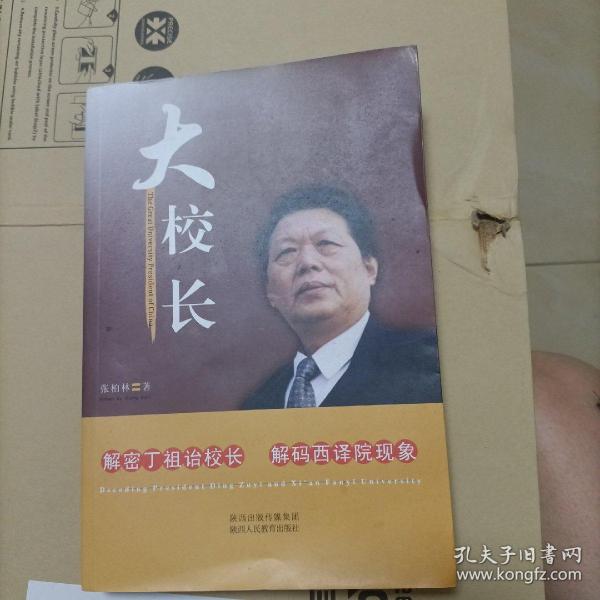 大校长
The Great University President of China
张柏林 著
解密丁祖诒校长 解码西译院现象
Decoding President Ding Zuyi and Xi'an Fanyi University
陕西出版传媒集团
陕西人民教育出版社
PRECISE
孔夫子旧书网
www.kongfz.com